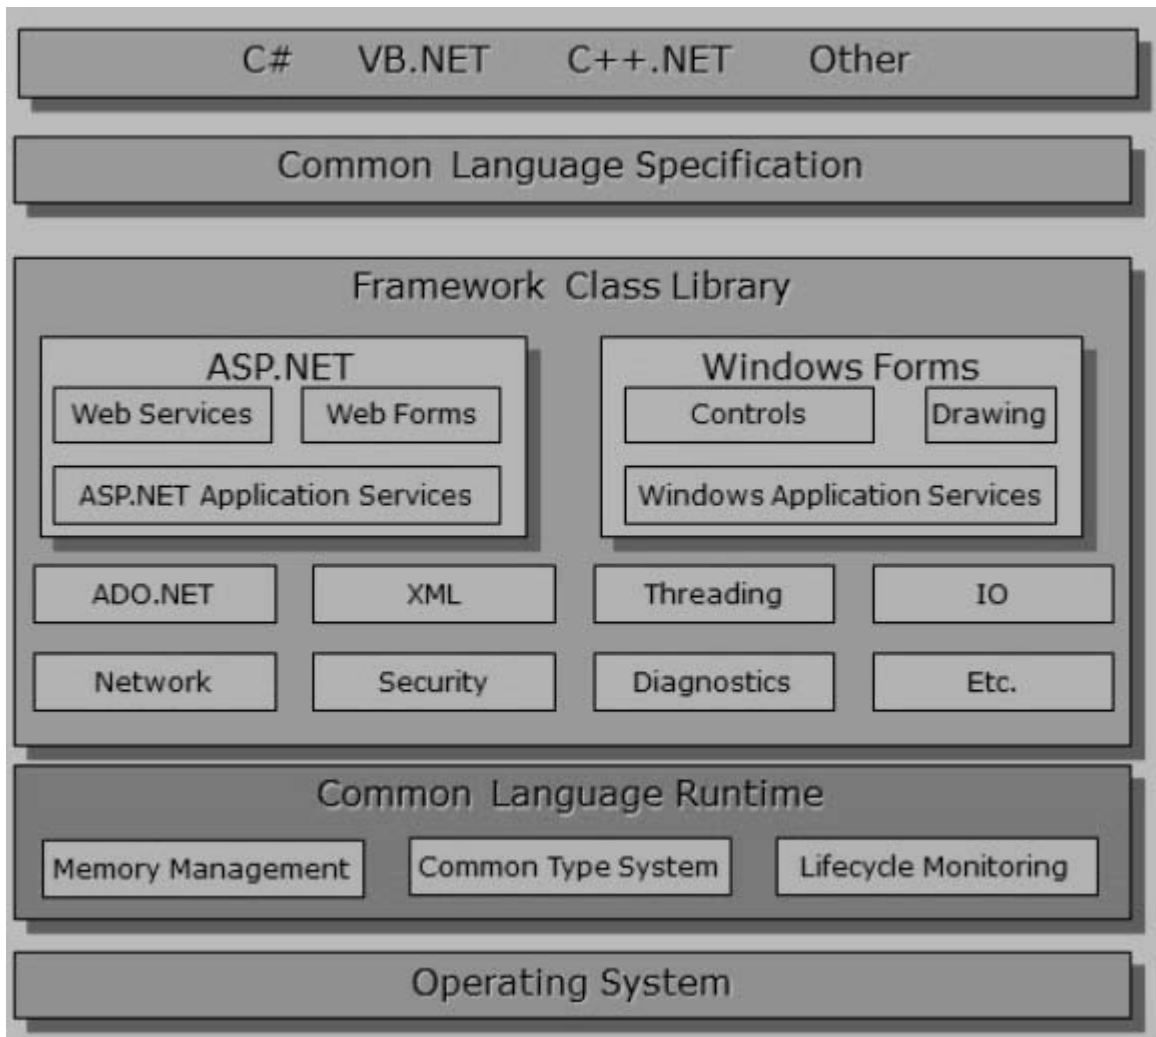 C# VB.NET C++.NET Other
Common Language Specification
Framework Class Library
ASP.NET
Web Services Web Forms
ASP.NET Application Services
Windows Forms
Controls Drawing
Windows Application Services
ADO.NET XML Threading IO
Network Security Diagnostics Etc.
Common Language Runtime
Memory Management Common Type System Lifecycle Monitoring
Operating System